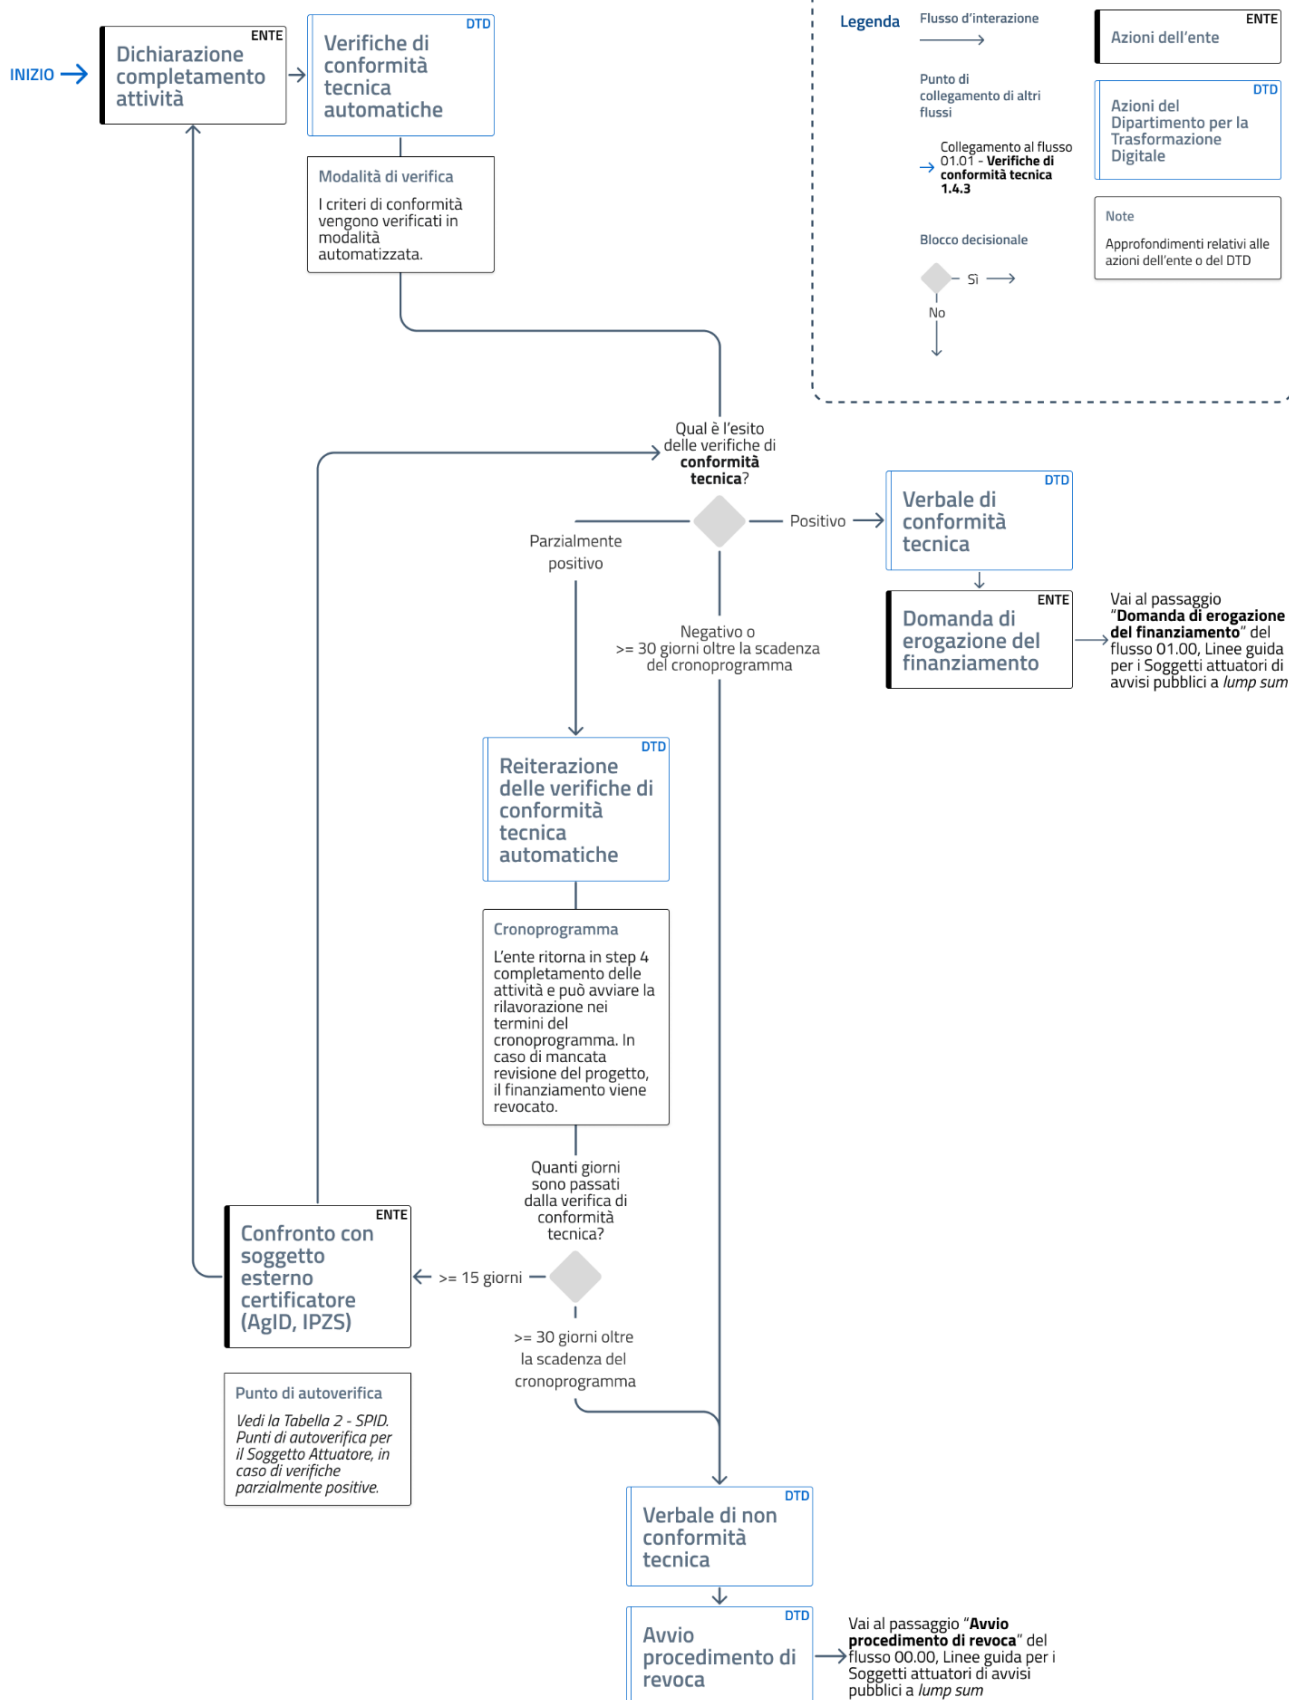 INIZIO
ENTE
Dichiarazione
completamento
attività
DTD
Verifiche di
conformità
tecnica
automatiche
Modalità di verifica
I criteri di conformità
vengono verificati in
modalità
automatizzata.
Legenda
Flusso d'interazione
Punto di
collegamento di altri
flussi
Collegamento al flusso
01.01 - Verifiche di
conformità tecnica
1.4.3
Blocco decisionale
Sì
No
ENTE
Azioni dell'ente
DTD
Azioni del
Dipartimento per la
Trasformazione
Digitale
Note
Approfondimenti relativi alle
azioni dell'ente o del DTD
Qual è l'esito
delle verifiche di
conformità
tecnica?
Positivo
DTD
Verbale di
conformità
tecnica
ENTE
Domanda di
erogazione del
finanziamento
Vai al passaggio
"Domanda di erogazione
del finanziamento" del
flusso 01.00, Linee guida
per i Soggetti attuatori di
avvisi pubblici a lump sum
Parzialmente
positivo
Negativo o
>= 30 giorni oltre la scadenza
del cronoprogramma
DTD
Reiterazione
delle verifiche di
conformità
tecnica
automatiche
Cronoprogramma
L'ente ritorna in step 4
completamento delle
attività e può avviare la
rilavorazione nei
termini del
cronoprogramma. In
caso di mancata
revisione del progetto,
il finanziamento viene
revocato.
Quanti giorni
sono passati
dalla verifica di
conformità
tecnica?
>= 15 giorni
ENTE
Confronto con
soggetto
esterno
certificatore
(AgID, IPZS)
Punto di autoverifica
Vedi la Tabella 2 - SPID.
Punti di autoverifica per
il Soggetto Attuatore, in
caso di verifiche
parzialmente positive.
>= 30 giorni oltre
la scadenza del
cronoprogramma
DTD
Verbale di non
conformità
tecnica
DTD
Avvio
procedimento di
revoca
Vai al passaggio "Avvio
procedimento di revoca" del
flusso 00.00, Linee guida per i
Soggetti attuatori di avvisi
pubblici a lump sum